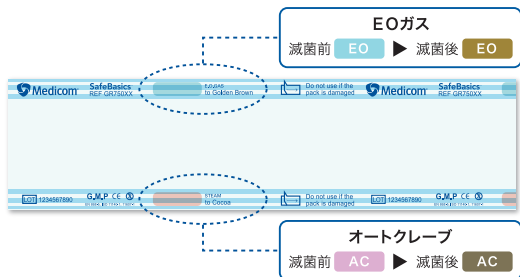 EOガス
滅菌前 EO ▶ 滅菌後 EO
Medicom SafeBasics REF GR750XX E.O.GAS to Golden Brown Do not use if the pack is damaged Medicom SafeBasics REF GR750XX
LOT 1234567890 G.M.P CE STEAM to Cocoa Do not use if the pack is damaged LOT 1234567890 G.M.P CE
オートクレーブ
滅菌前 AC ▶ 滅菌後 AC